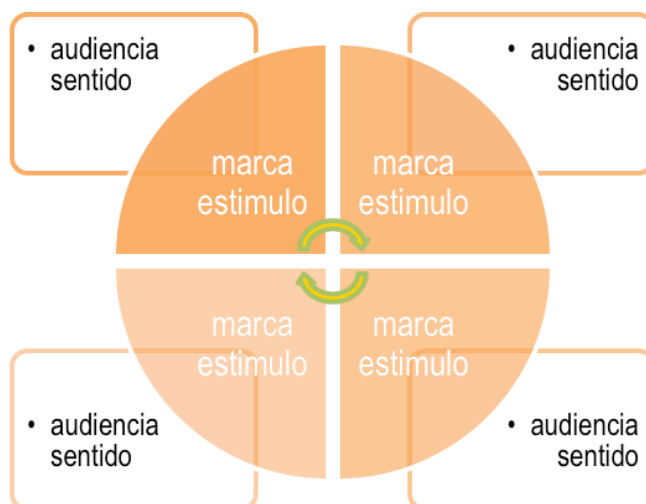 • audiencia
sentido
• audiencia
sentido
marca
estimulo
marca
estimulo
marca
estimulo
marca
estimulo
• audiencia
sentido
• audiencia
sentido